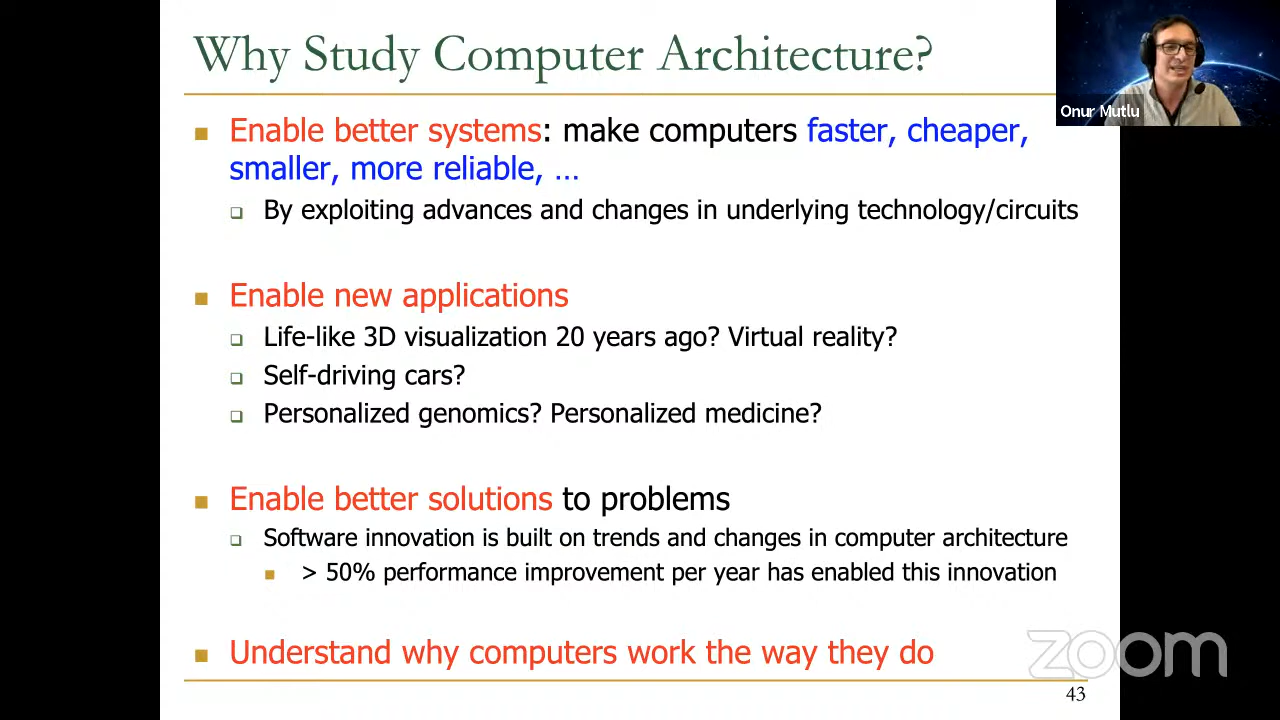 Why Study Computer Architecture?
Onur Mutlu
Enable better systems: make computers faster, cheaper,
smaller, more reliable, …
By exploiting advances and changes in underlying technology/circuits
Enable new applications
Life-like 3D visualization 20 years ago? Virtual reality?
Self-driving cars?
Personalized genomics? Personalized medicine?
Enable better solutions to problems
Software innovation is built on trends and changes in computer architecture
> 50% performance improvement per year has enabled this innovation
Understand why computers work the way they do
zoom
43